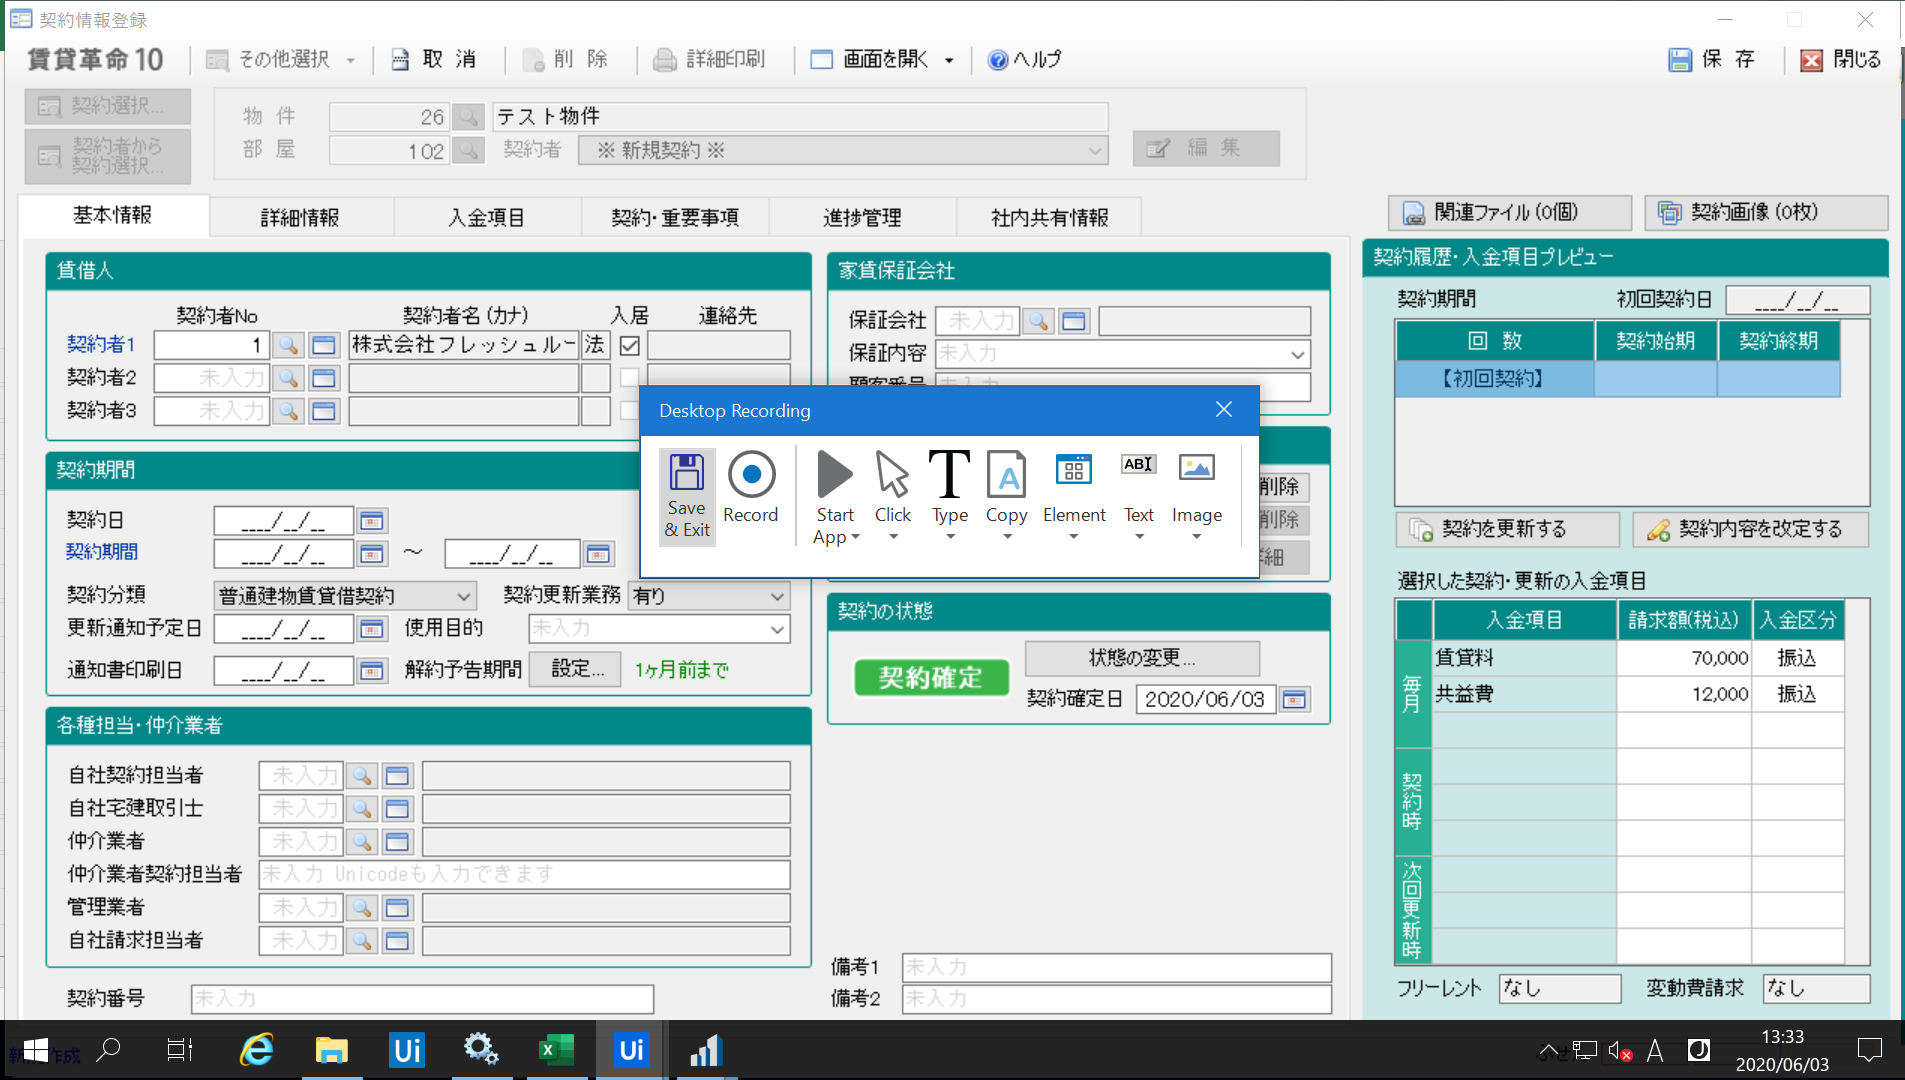 契約情報登録
賃貸革命10 その他選択 取 消 削 除 詳細印刷 画面を開く ヘルプ 保 存 閉じる
契約選択...
契約者から
契約選択...
物 件 26 テスト物件
部 屋 102 契約者 ※ 新規契約 ※ 編 集
基本情報 詳細情報 入金項目 契約・重要事項 進捗管理 社内共有情報
関連ファイル (0個) 契約画像 (0枚)
賃借人
契約者No 契約者名 (カナ) 入居 連絡先
契約者1 1 株式会社フレッシュルー 法
契約者2 未入力
契約者3 未入力
契約期間
契約日 ____/__/__
契約期間 ____/__/__ ～ ____/__/__
契約分類 普通建物賃貸借契約 契約更新業務 有り
更新通知予定日 ____/__/__ 使用目的 未入力
通知書印刷日 ____/__/__ 解約予告期間 設定... 1ヶ月前まで
各種担当・仲介業者
自社契約担当者 未入力
自社宅建取引士 未入力
仲介業者 未入力
仲介業者契約担当者 未入力 Unicodeも入力できます
管理業者 未入力
自社請求担当者 未入力
契約番号 未入力
家賃保証会社
保証会社 未入力
保証内容 未入力
顧客番号 未入力
Desktop Recording
Save
& Exit
Record
Start
App
Click
Type
Copy
Element
Text
Image
ABI
削除
削除
細
契約の状態
契約確定
状態の変更...
契約確定日 2020/06/03
備考1 未入力
備考2 未入力
契約履歴・入金項目プレビュー
契約期間 初回契約日 ____/__/__
回 数 契約始期 契約終期
【初回契約】
契約を更新する 契約内容を改定する
選択した契約・更新の入金項目
入金項目 請求額(税込) 入金区分
毎月
賃貸料 70,000 振込
共益費 12,000 振込
契約時
次回更新時
フリーレント なし 変動費請求 なし
Ui
Ui
A
J
13:33
2020/06/03